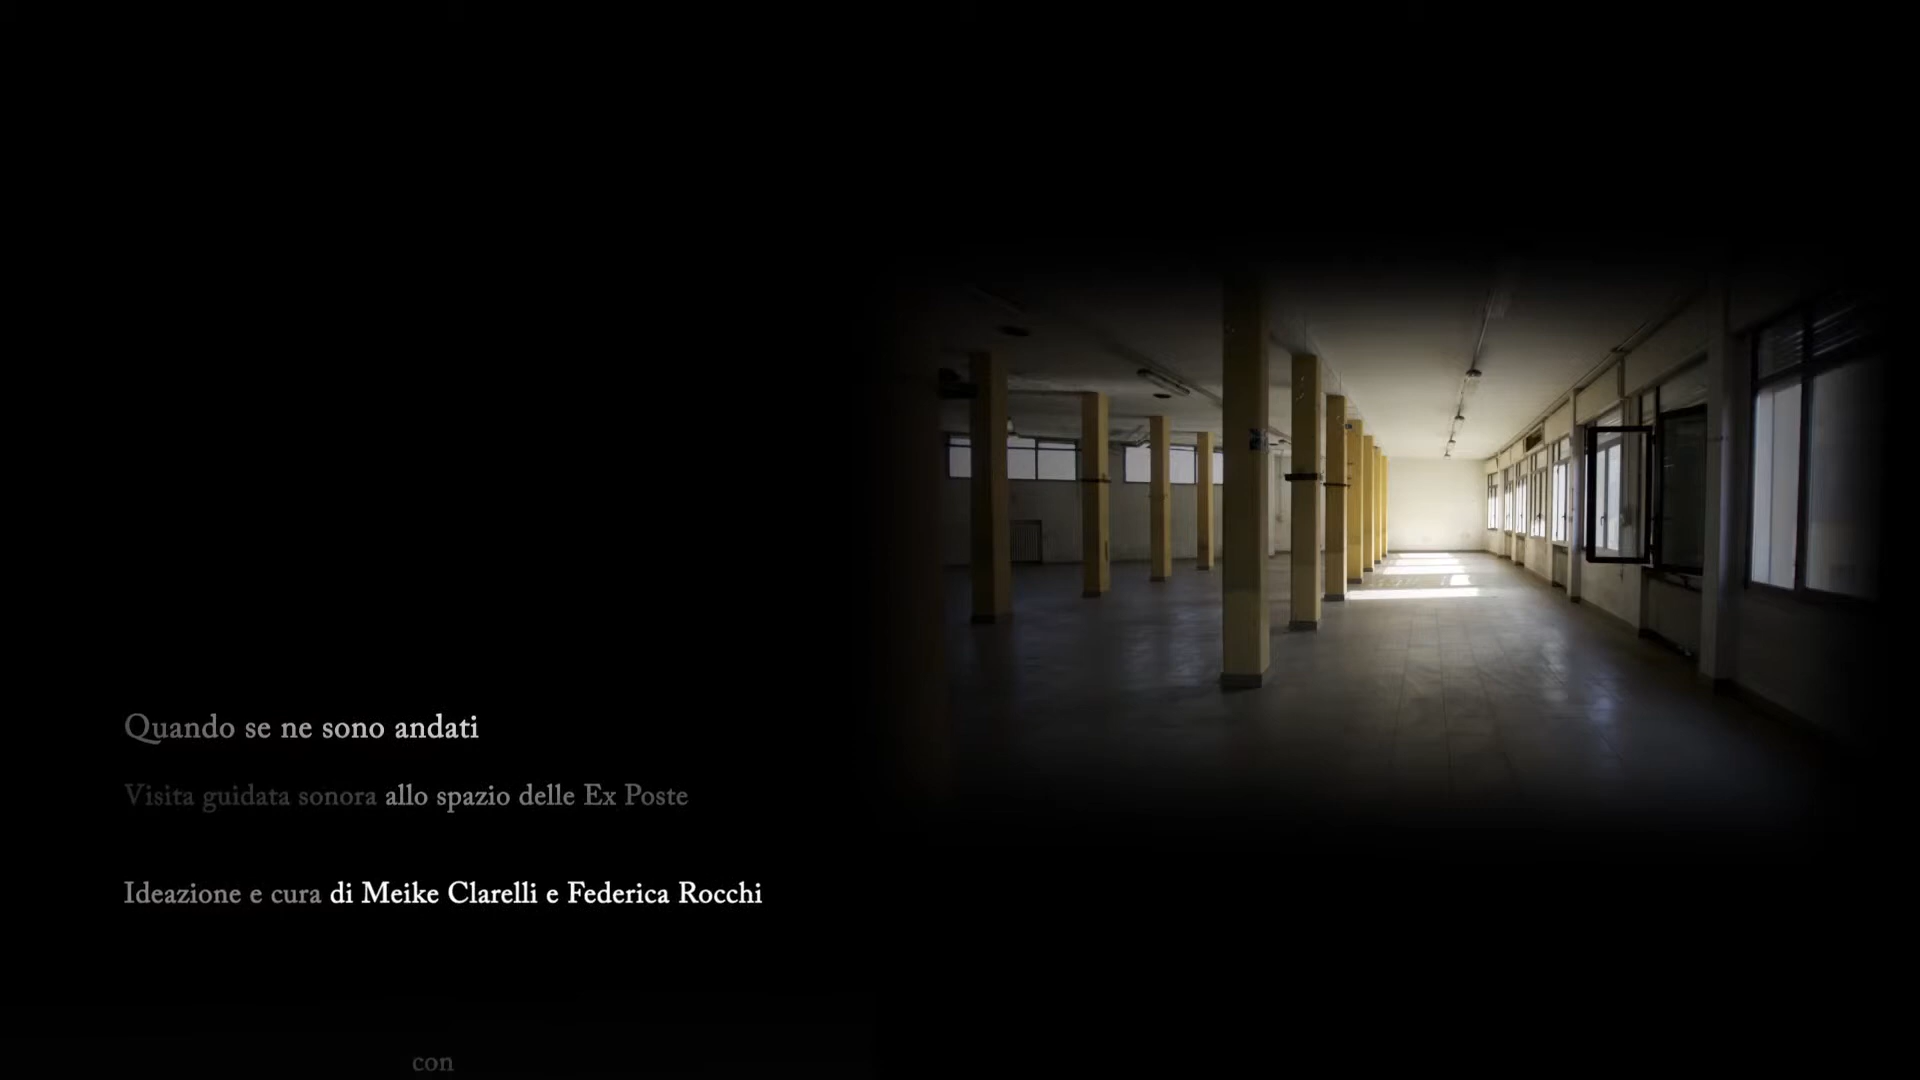 Quando se ne sono andati
Visita guidata sonora allo spazio delle Ex Poste
Ideazione e cura di Meike Clarelli e Federica Rocchi
con